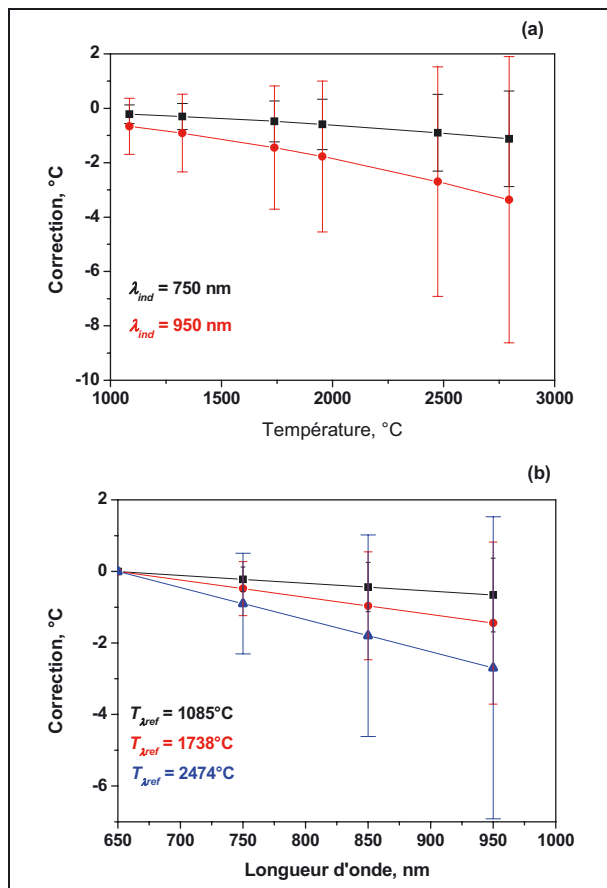 (a)
2
0
-2
-4
-6
-8
-10
Correction, °C
λind = 750 nm
λind = 950 nm
1000 1500 2000 2500 3000
Température, °C
(b)
2
0
-2
-4
-6
Correction, °C
Tλref = 1085°C
Tλref = 1738°C
Tλref = 2474°C
650 700 750 800 850 900 950 1000
Longueur d'onde, nm